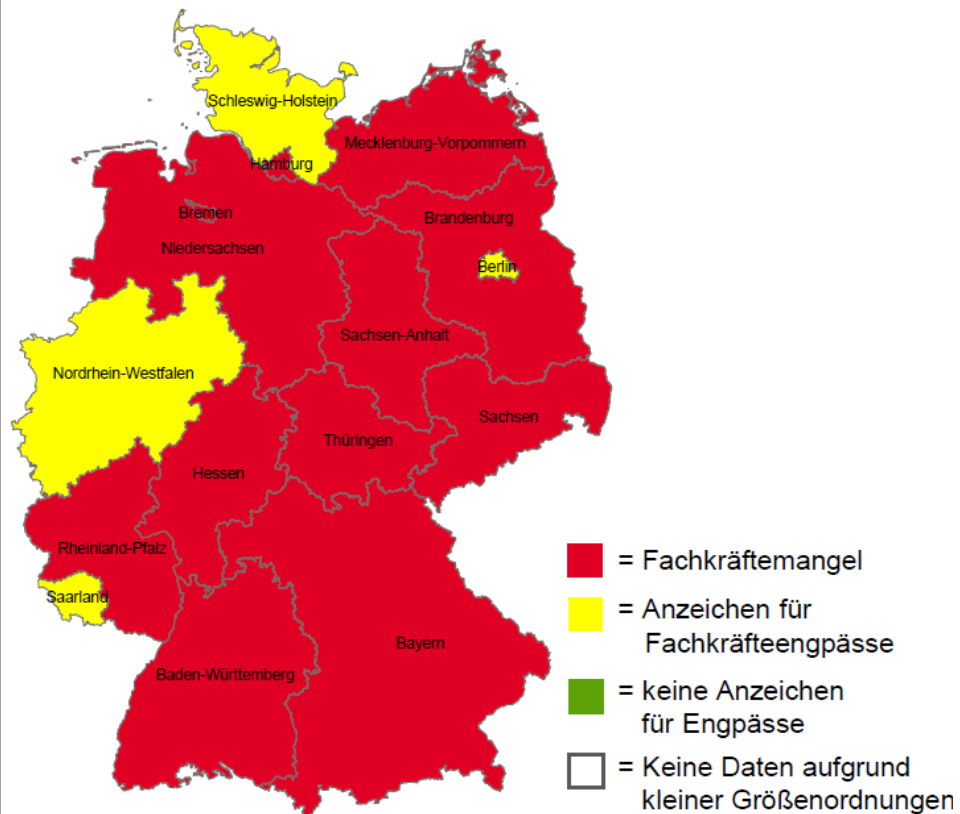 Schleswig-Holstein
Mecklenburg-Vorpommern
Hamburg
Bremen
Brandenburg
Niedersachsen
Berlin
Sachsen-Anhalt
Nordrhein-Westfalen
Sachsen
Thüringen
Hessen
Rheinland-Pfalz
Saarland
Bayern
Baden-Württemberg
= Fachkräftemangel
= Anzeichen für
Fachkräfteengpässe
= keine Anzeichen
für Engpässe
= Keine Daten aufgrund
kleiner Größenordnungen